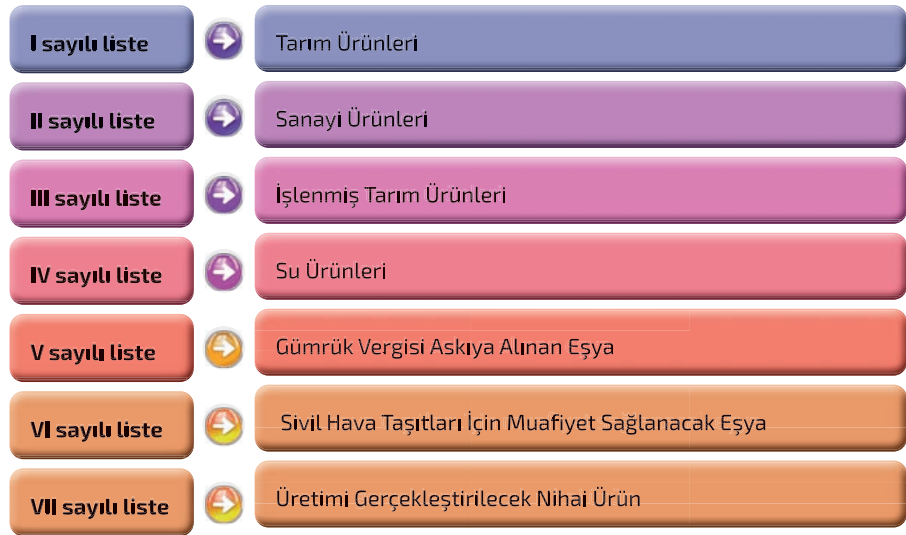 I sayılı liste
Tarım Ürünleri
II sayılı liste
Sanayi Ürünleri
III sayılı liste
İşlenmiş Tarım Ürünleri
IV sayılı liste
Su Ürünleri
V sayılı liste
Gümrük Vergisi Askıya Alınan Eşya
VI sayılı liste
Sivil Hava Taşıtları İçin Muafiyet Sağlanacak Eşya
VII sayılı liste
Üretimi Gerçekleştirilecek Nihai Ürün